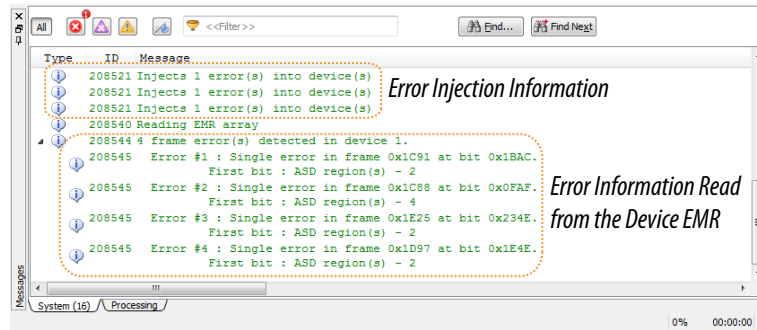 All <<Filter>> Find... Find Next
Type ID Message
208521 Injects 1 error(s) into device(s)
208521 Injects 1 error(s) into device(s)
208521 Injects 1 error(s) into device(s)
Error Injection Information
208540 Reading EMR array
208544 4 frame error(s) detected in device 1.
208545 Error #1 : Single error in frame 0x1C91 at bit 0x1BAC.
First bit : ASD region(s) - 2
208545 Error #2 : Single error in frame 0x1C88 at bit 0x0FAF.
First bit : ASD region(s) - 4
208545 Error #3 : Single error in frame 0x1E25 at bit 0x234E.
First bit : ASD region(s) - 2
208545 Error #4 : Single error in frame 0x1D97 at bit 0x1E4E.
First bit : ASD region(s) - 2
Error Information Read
from the Device EMR
Messages
System (16) Processing
0% 00:00:00